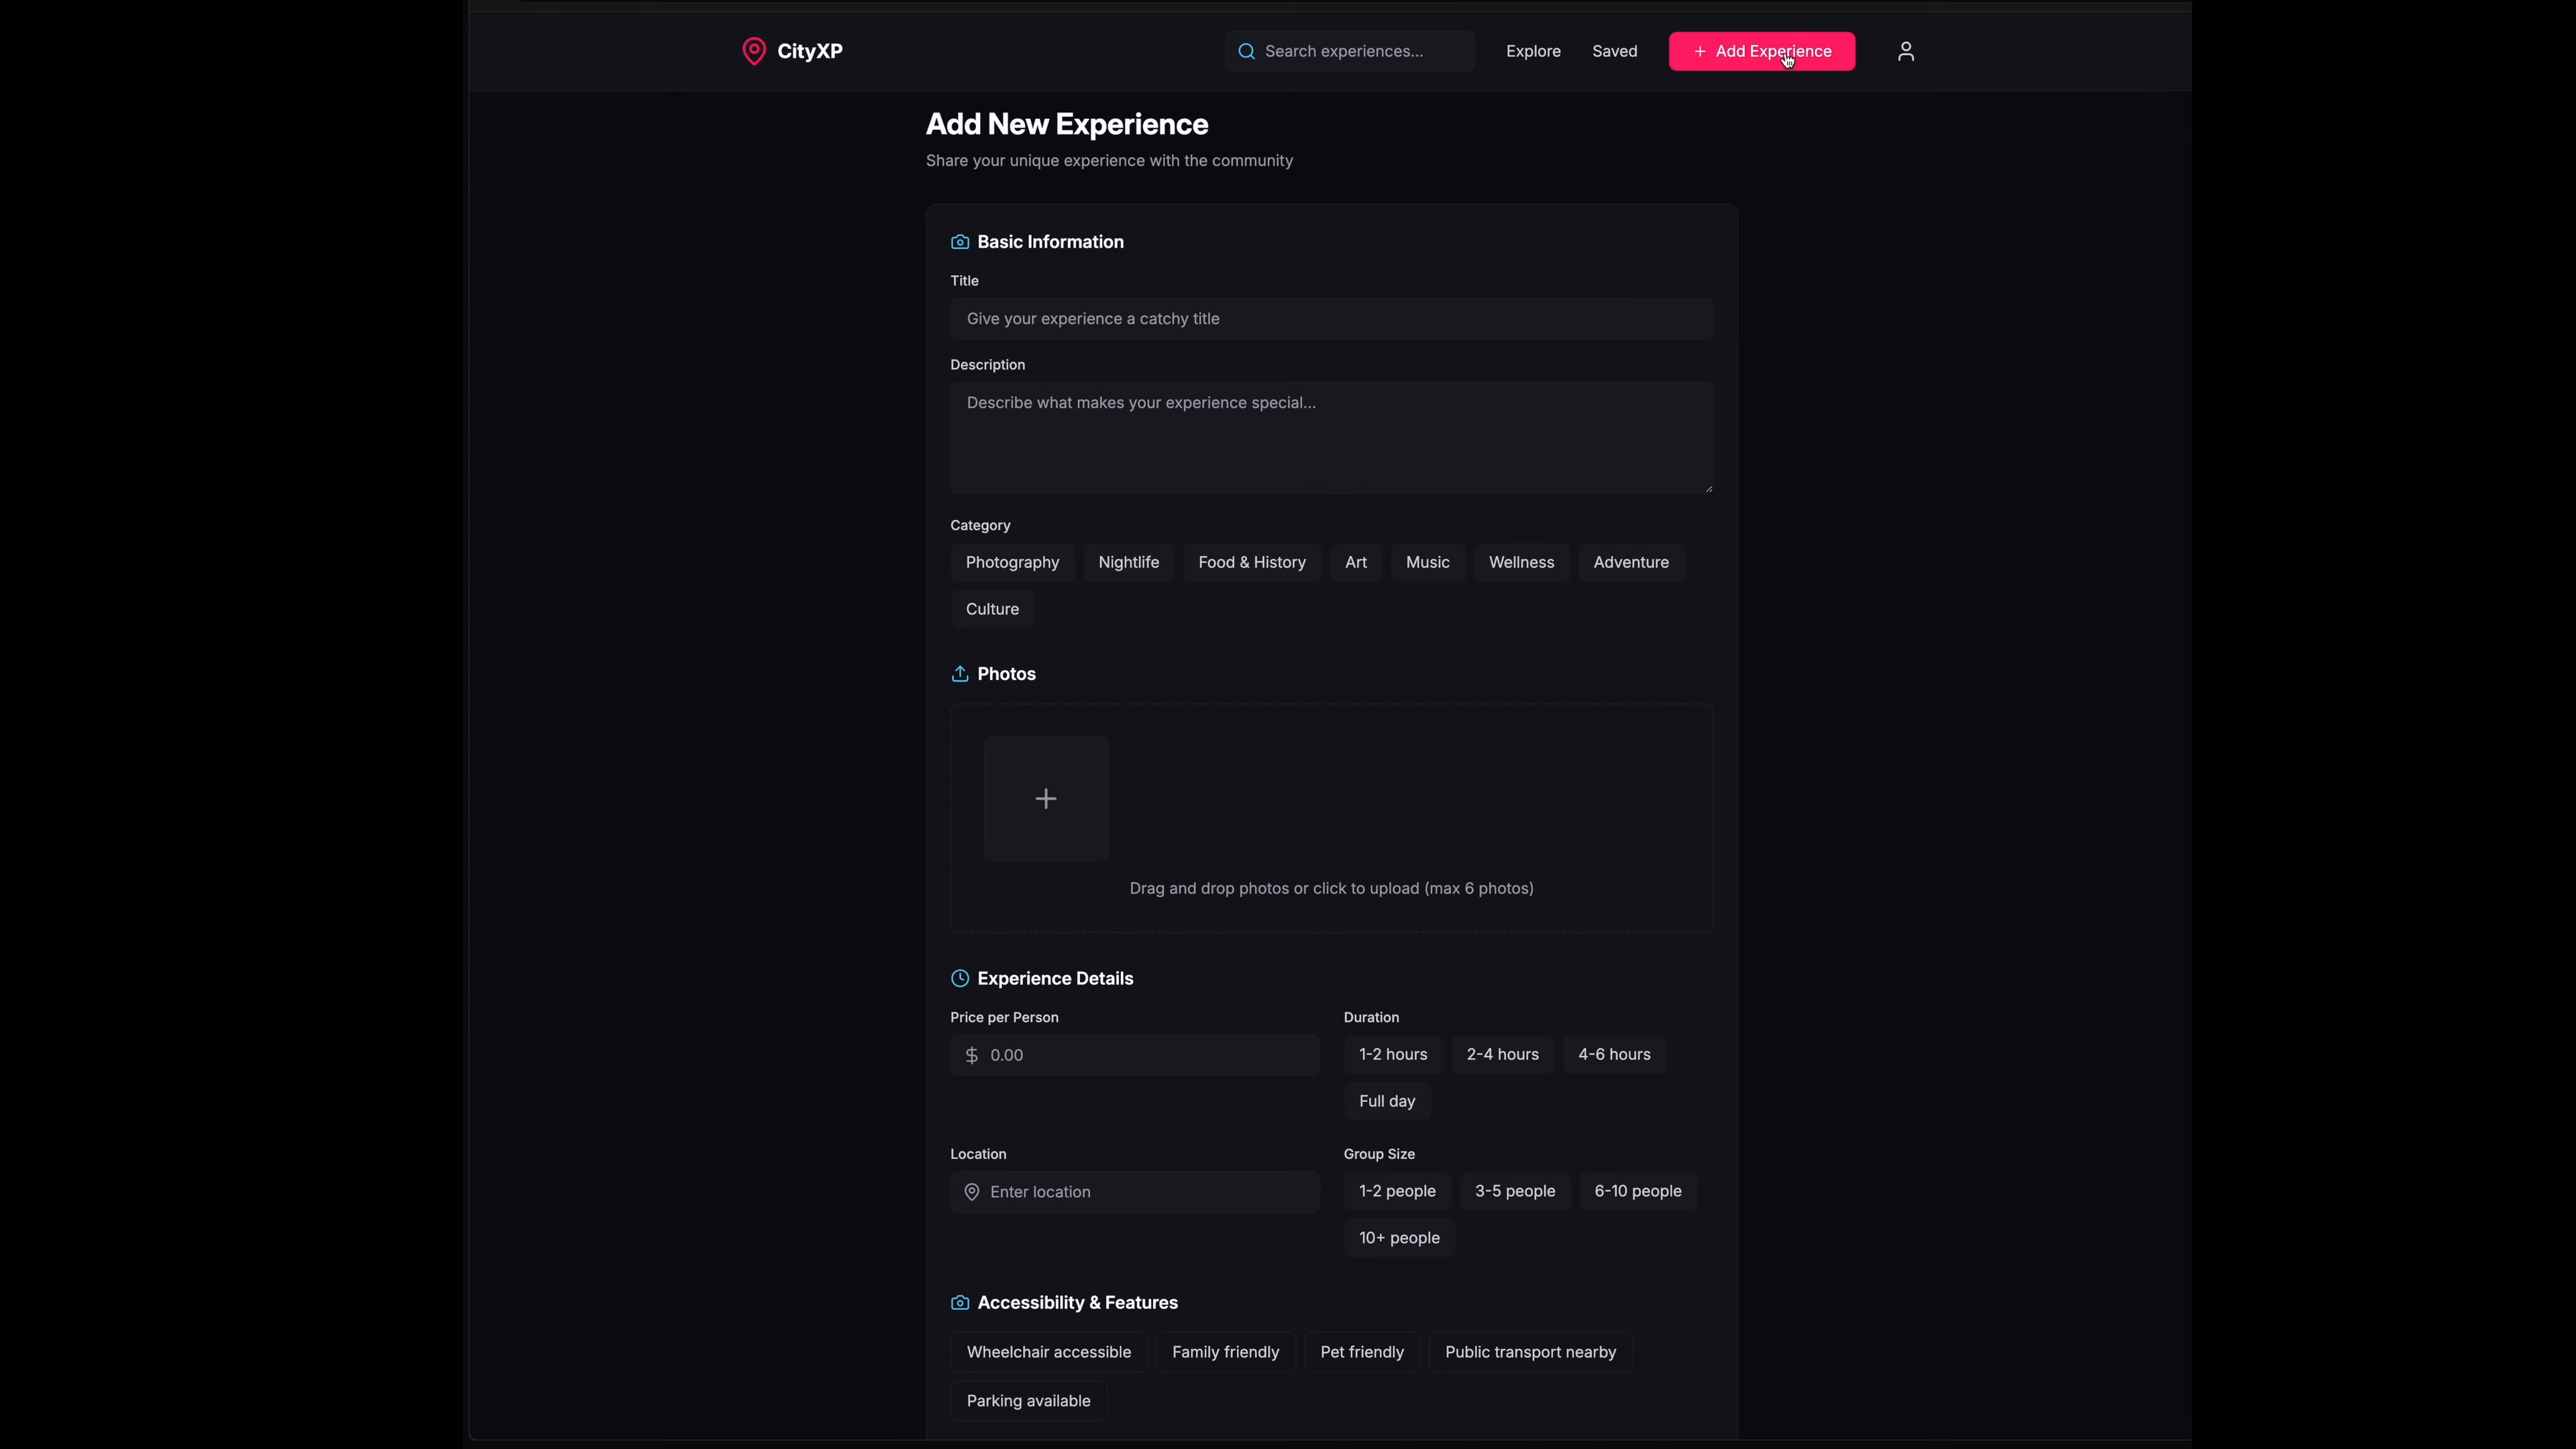 CityXP
Search experiences...
Explore
Saved
+ Add Experience
Add New Experience
Share your unique experience with the community
Basic Information
Title
Give your experience a catchy title
Description
Describe what makes your experience special...
Category
Photography Nightlife Food & History Art Music Wellness Adventure
Culture
Photos
+
Drag and drop photos or click to upload (max 6 photos)
Experience Details
Price per Person
$ 0.00
Duration
1-2 hours 2-4 hours 4-6 hours
Full day
Location
Enter location
Group Size
1-2 people 3-5 people 6-10 people
10+ people
Accessibility & Features
Wheelchair accessible Family friendly Pet friendly Public transport nearby
Parking available